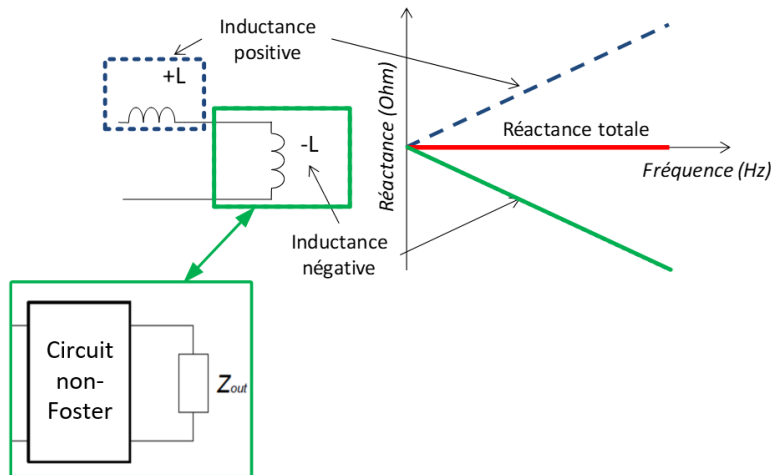 Inductance
positive
+L
-L
Inductance
négative
Circuit
non-
Foster
Zout
Réactance (Ohm)
Réactance totale
Fréquence (Hz)